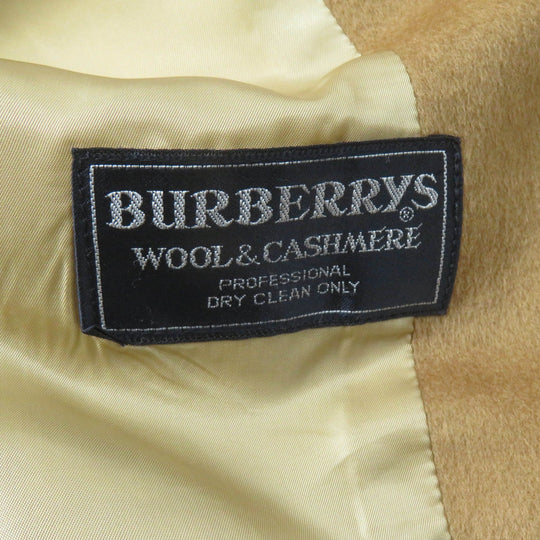 BURBERRYS®
WOOL&CASHMERE
PROFESSIONAL
DRY CLEAN ONLY